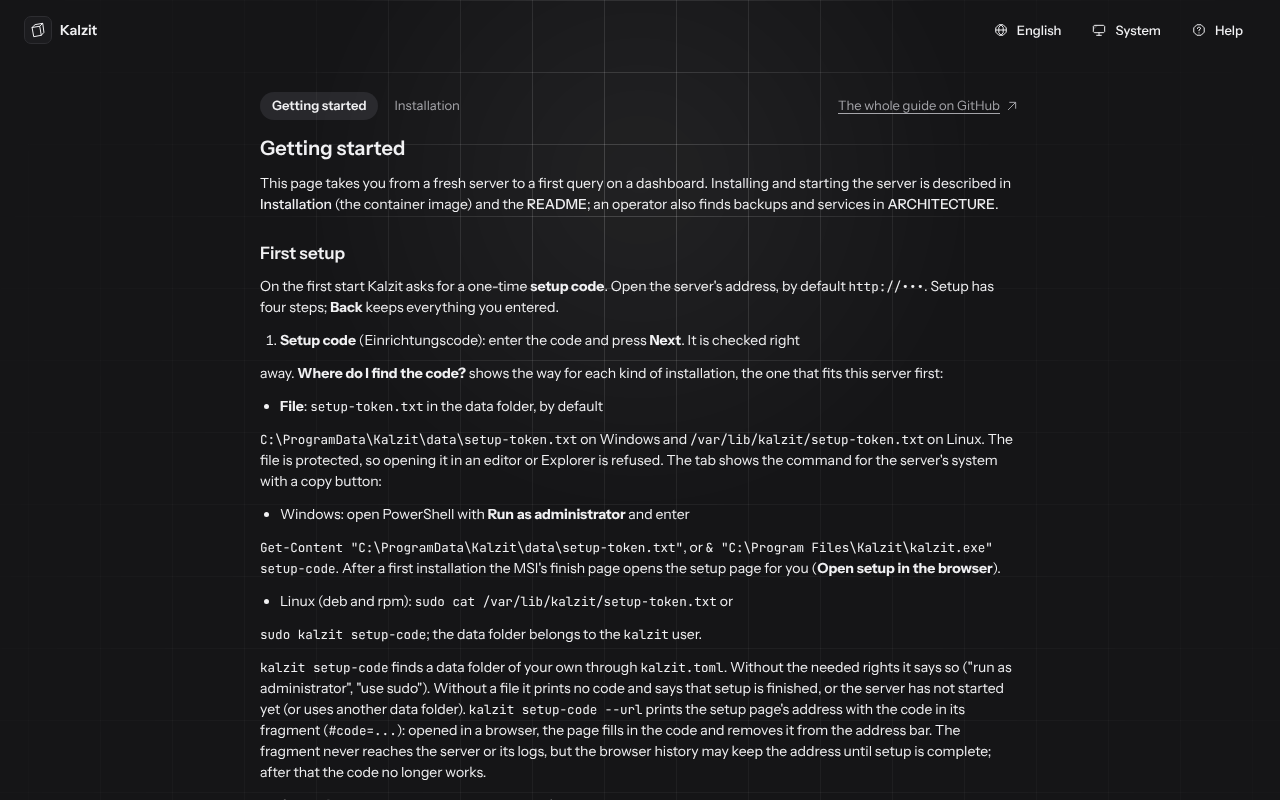 Kalzit
English
System
Help
Getting started
Installation
The whole guide on GitHub
Getting started
This page takes you from a fresh server to a first query on a dashboard. Installing and starting the server is described in
Installation (the container image) and the README; an operator also finds backups and services in ARCHITECTURE.
First setup
On the first start Kalzit asks for a one-time setup code. Open the server's address, by default http://•••. Setup has
four steps; Back keeps everything you entered.
1. Setup code (Einrichtungscode): enter the code and press Next. It is checked right
away. Where do I find the code? shows the way for each kind of installation, the one that fits this server first:
• File: setup-token.txt in the data folder, by default
C:\ProgramData\Kalzit\data\setup-token.txt on Windows and /var/lib/kalzit/setup-token.txt on Linux. The
file is protected, so opening it in an editor or Explorer is refused. The tab shows the command for the server's system
with a copy button:
• Windows: open PowerShell with Run as administrator and enter
Get-Content "C:\ProgramData\Kalzit\data\setup-token.txt", or & "C:\Program Files\Kalzit\kalzit.exe"
setup-code. After a first installation the MSI's finish page opens the setup page for you (Open setup in the browser).
• Linux (deb and rpm): sudo cat /var/lib/kalzit/setup-token.txt or
sudo kalzit setup-code; the data folder belongs to the kalzit user.
kalzit setup-code finds a data folder of your own through kalzit.toml. Without the needed rights it says so ("run as
administrator", "use sudo"). Without a file it prints no code and says that setup is finished, or the server has not started
yet (or uses another data folder). kalzit setup-code --url prints the setup page's address with the code in its
fragment (#code=...): opened in a browser, the page fills in the code and removes it from the address bar. The
fragment never reaches the server or its logs, but the browser history may keep the address until setup is complete;
after that the code no longer works.